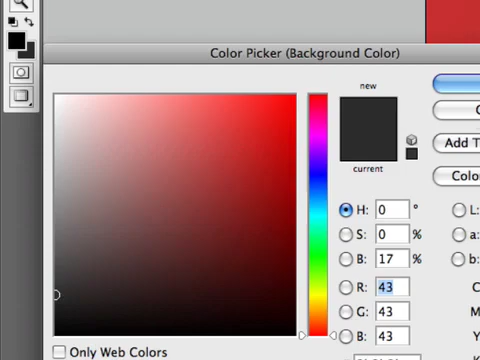 Color Picker (Background Color)
new
current
Add T
Colo
H: 0 °
L:
S: 0 %
a:
B: 17 %
b:
R: 43
C
G: 43
M
B: 43
Only Web Colors